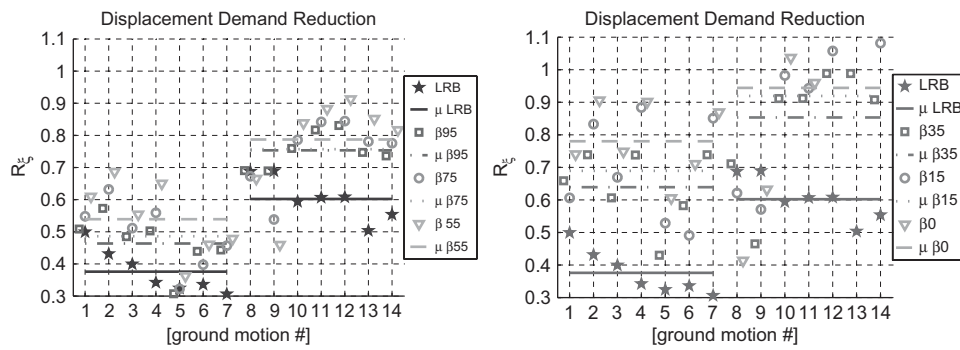 Displacement Demand Reduction
1.1
1
0.9
0.8
0.7
0.6
0.5
0.4
0.3
Rξ
1 2 3 4 5 6 7 8 9 10 11 12 13 14
[ground motion #]
LRB
μ LRB
β95
μ β95
β75
μ β75
β 55
μ β55
Displacement Demand Reduction
1.1
1
0.9
0.8
0.7
0.6
0.5
0.4
0.3
Rξ
1 2 3 4 5 6 7 8 9 10 11 12 13 14
[ground motion #]
LRB
μ LRB
β35
μ β35
β15
μ β15
β0
μ β0